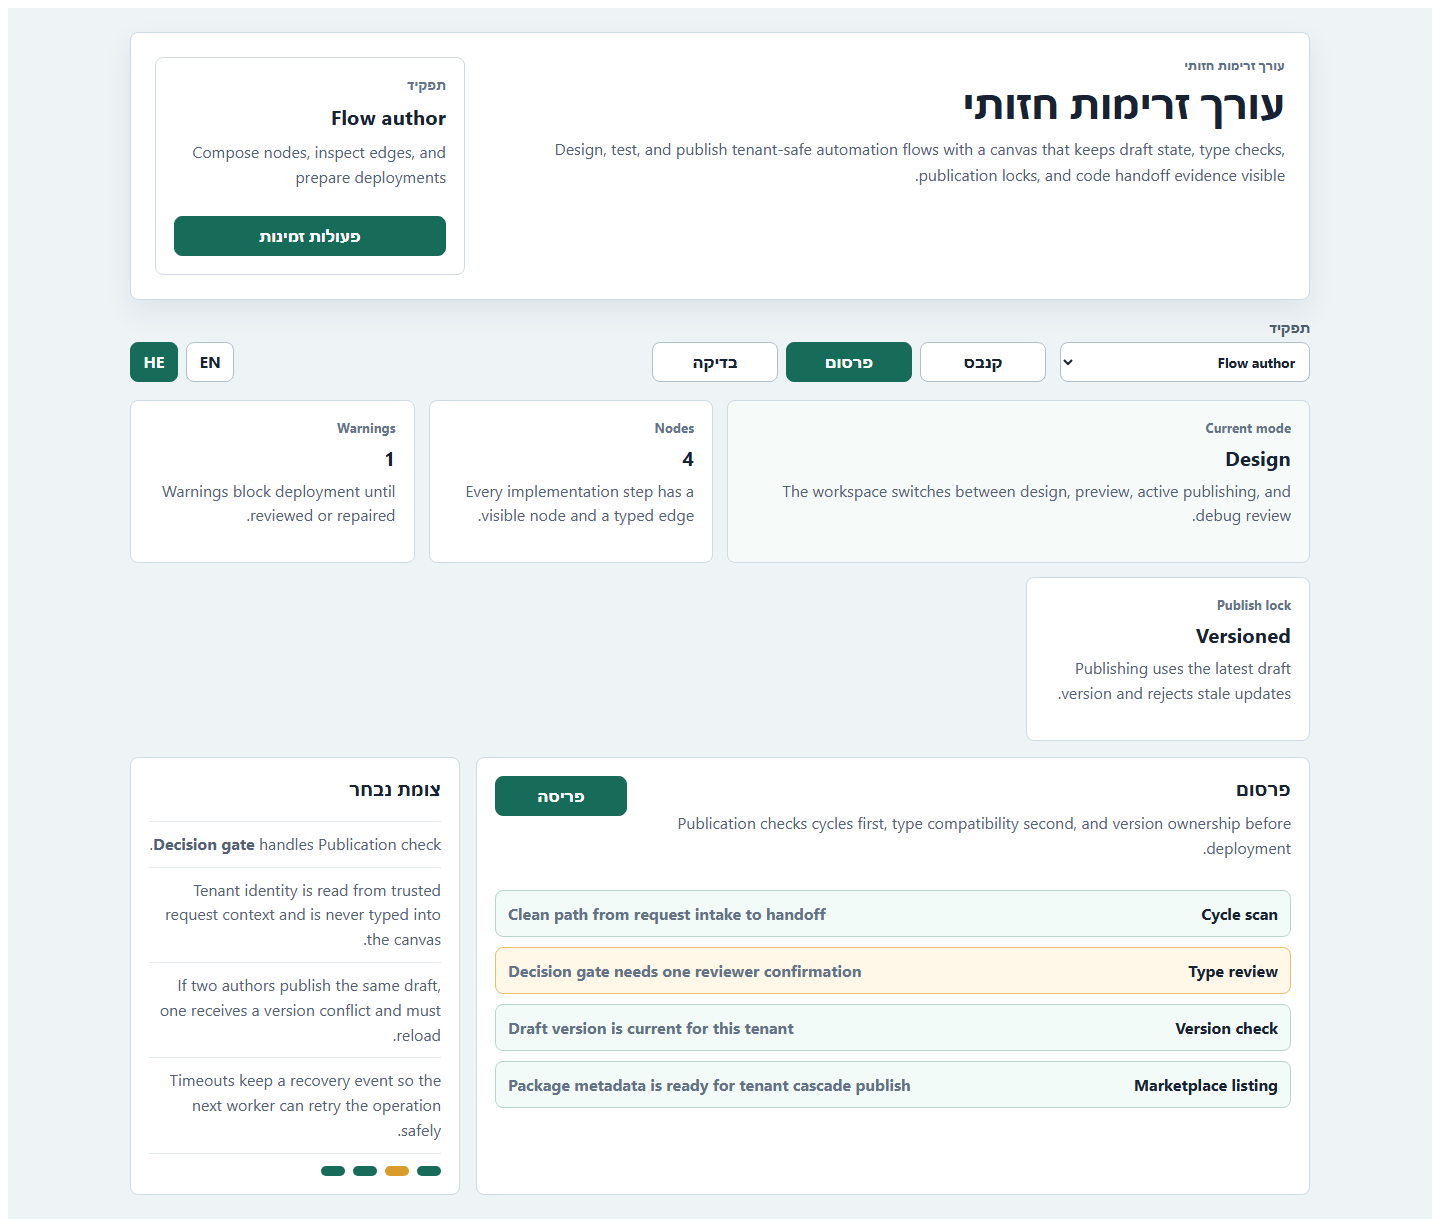 עורך זרימות חזותי
עורך זרימות חזותי
Design, test, and publish tenant-safe automation flows with a canvas that keeps draft state, type checks,
publication locks, and code handoff evidence visible.
תפקיד
Flow author
Compose nodes, inspect edges, and
prepare deployments
פעולות זמינות
תפקיד
Flow author
קנבס
פרסום
בדיקה
EN
HE
Current mode
Design
The workspace switches between design, preview, active publishing, and
debug review.
Nodes
4
Every implementation step has a
visible node and a typed edge.
Warnings
1
Warnings block deployment until
reviewed or repaired.
Publish lock
Versioned
Publishing uses the latest draft
version and rejects stale updates.
פרסום
Publication checks cycles first, type compatibility second, and version ownership before
deployment.
פריסה
Cycle scan
Clean path from request intake to handoff
Type review
Decision gate needs one reviewer confirmation
Version check
Draft version is current for this tenant
Marketplace listing
Package metadata is ready for tenant cascade publish
צומת נבחר
Decision gate handles Publication check.
Tenant identity is read from trusted
request context and is never typed into
the canvas.
If two authors publish the same draft,
one receives a version conflict and must
reload.
Timeouts keep a recovery event so the
next worker can retry the operation
safely.